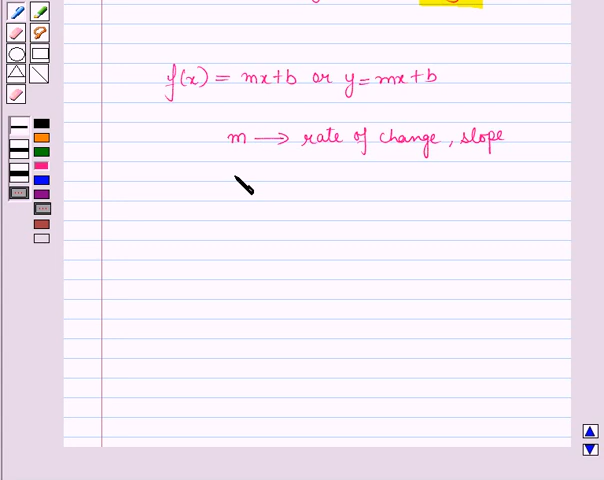 f(x) = mx+b or y=mx+b
m → rate of change, slope